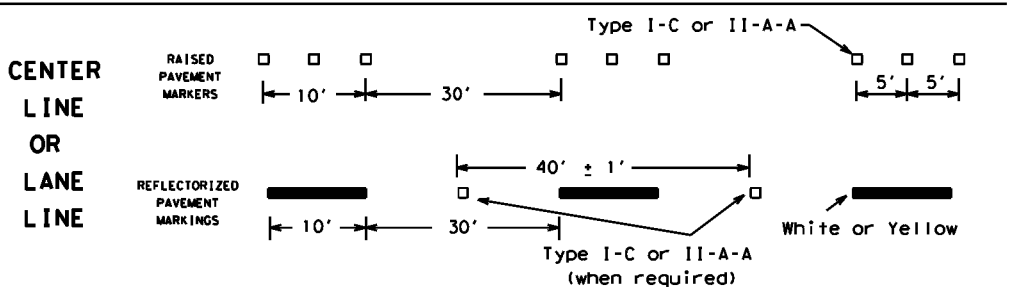 Type I-C or II-A-A
CENTER
LINE
OR
LANE
LINE
RAISED
PAVEMENT
MARKERS
10' 30' 5' 5'
40' ± 1'
REFLECTORIZED
PAVEMENT
MARKINGS
10' 30'
White or Yellow
Type I-C or II-A-A
(when required)